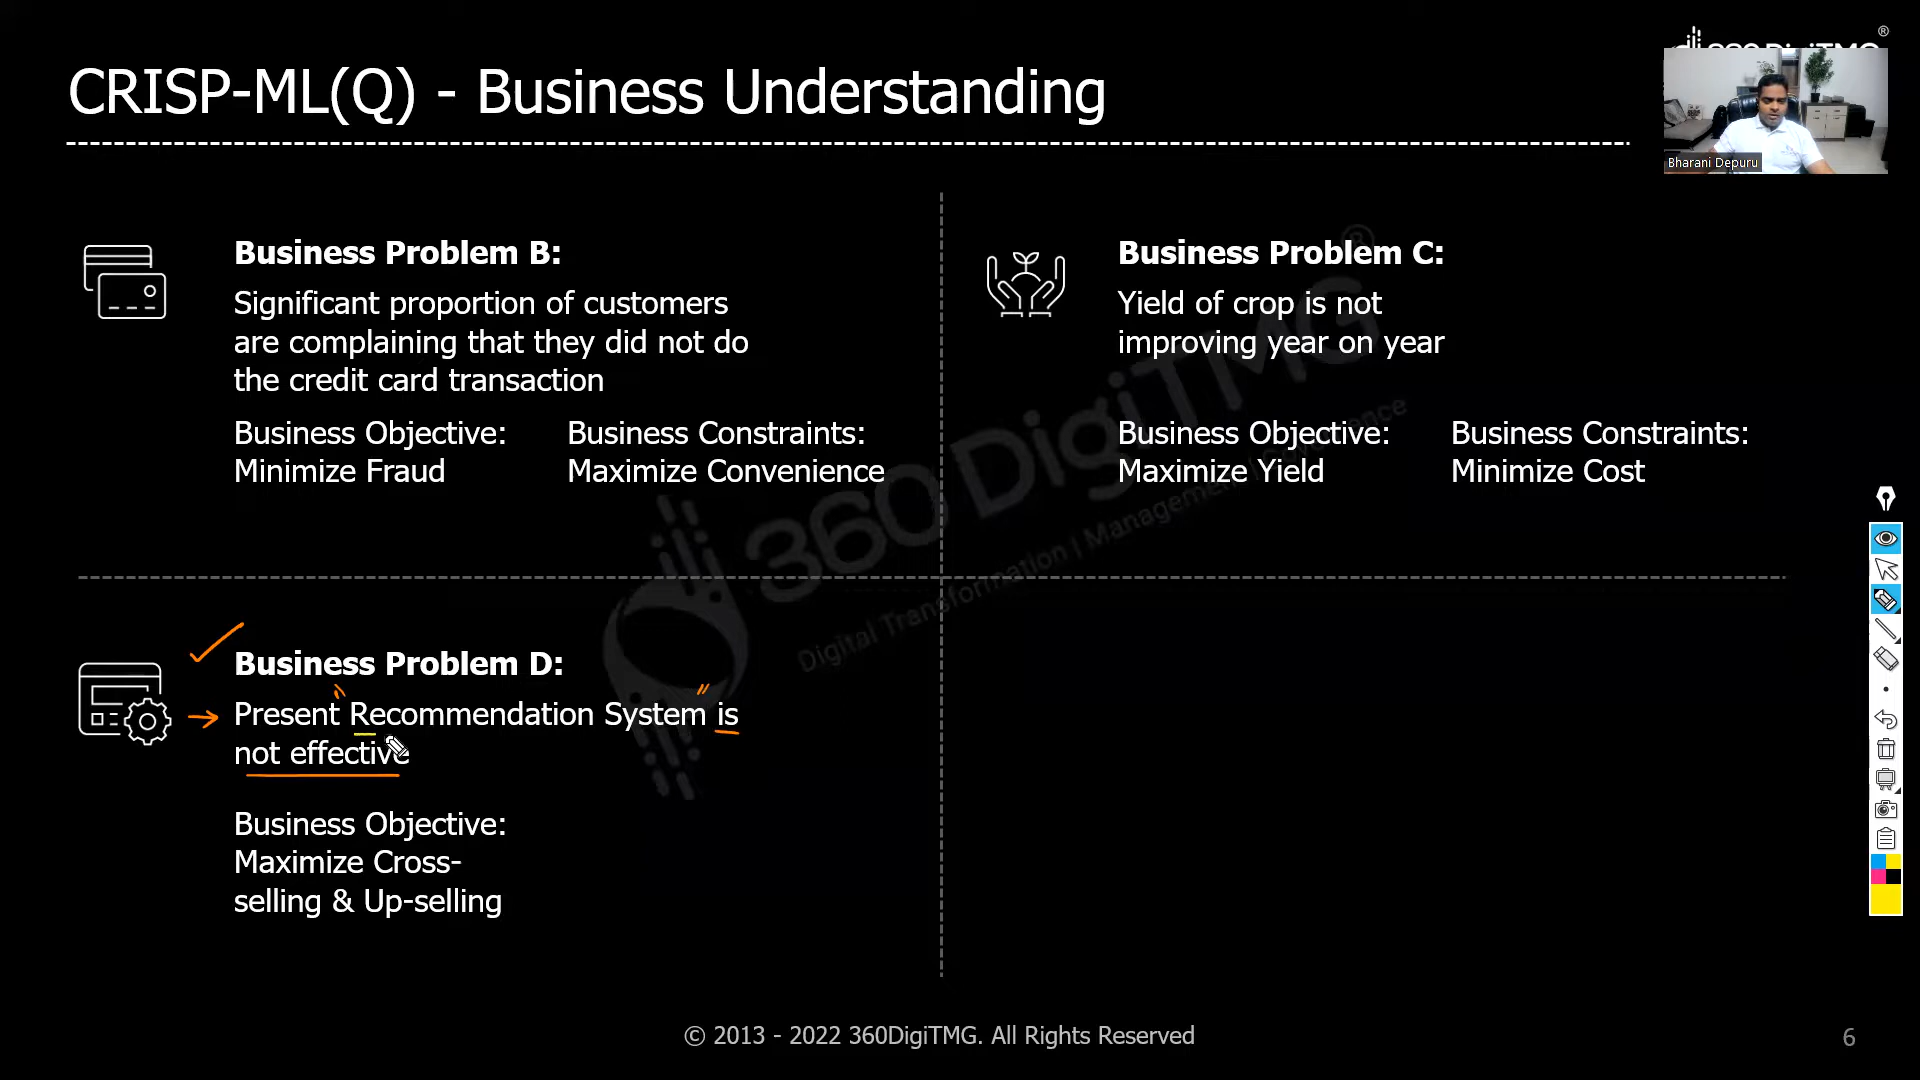 CRISP-ML(Q) - Business Understanding
®
Bharani Depuru
Business Problem B:
Significant proportion of customers
are complaining that they did not do
the credit card transaction
Business Objective:
Minimize Fraud
Business Constraints:
Maximize Convenience
Business Problem C:
Yield of crop is not
improving year on year
Business Objective:
Maximize Yield
Business Constraints:
Minimize Cost
360DigiTMG
®
Digital Transformation | Management | Governance
Business Problem D:
Present Recommendation System is
not effective
Business Objective:
Maximize Cross-
selling & Up-selling
© 2013 - 2022 360DigiTMG. All Rights Reserved
6